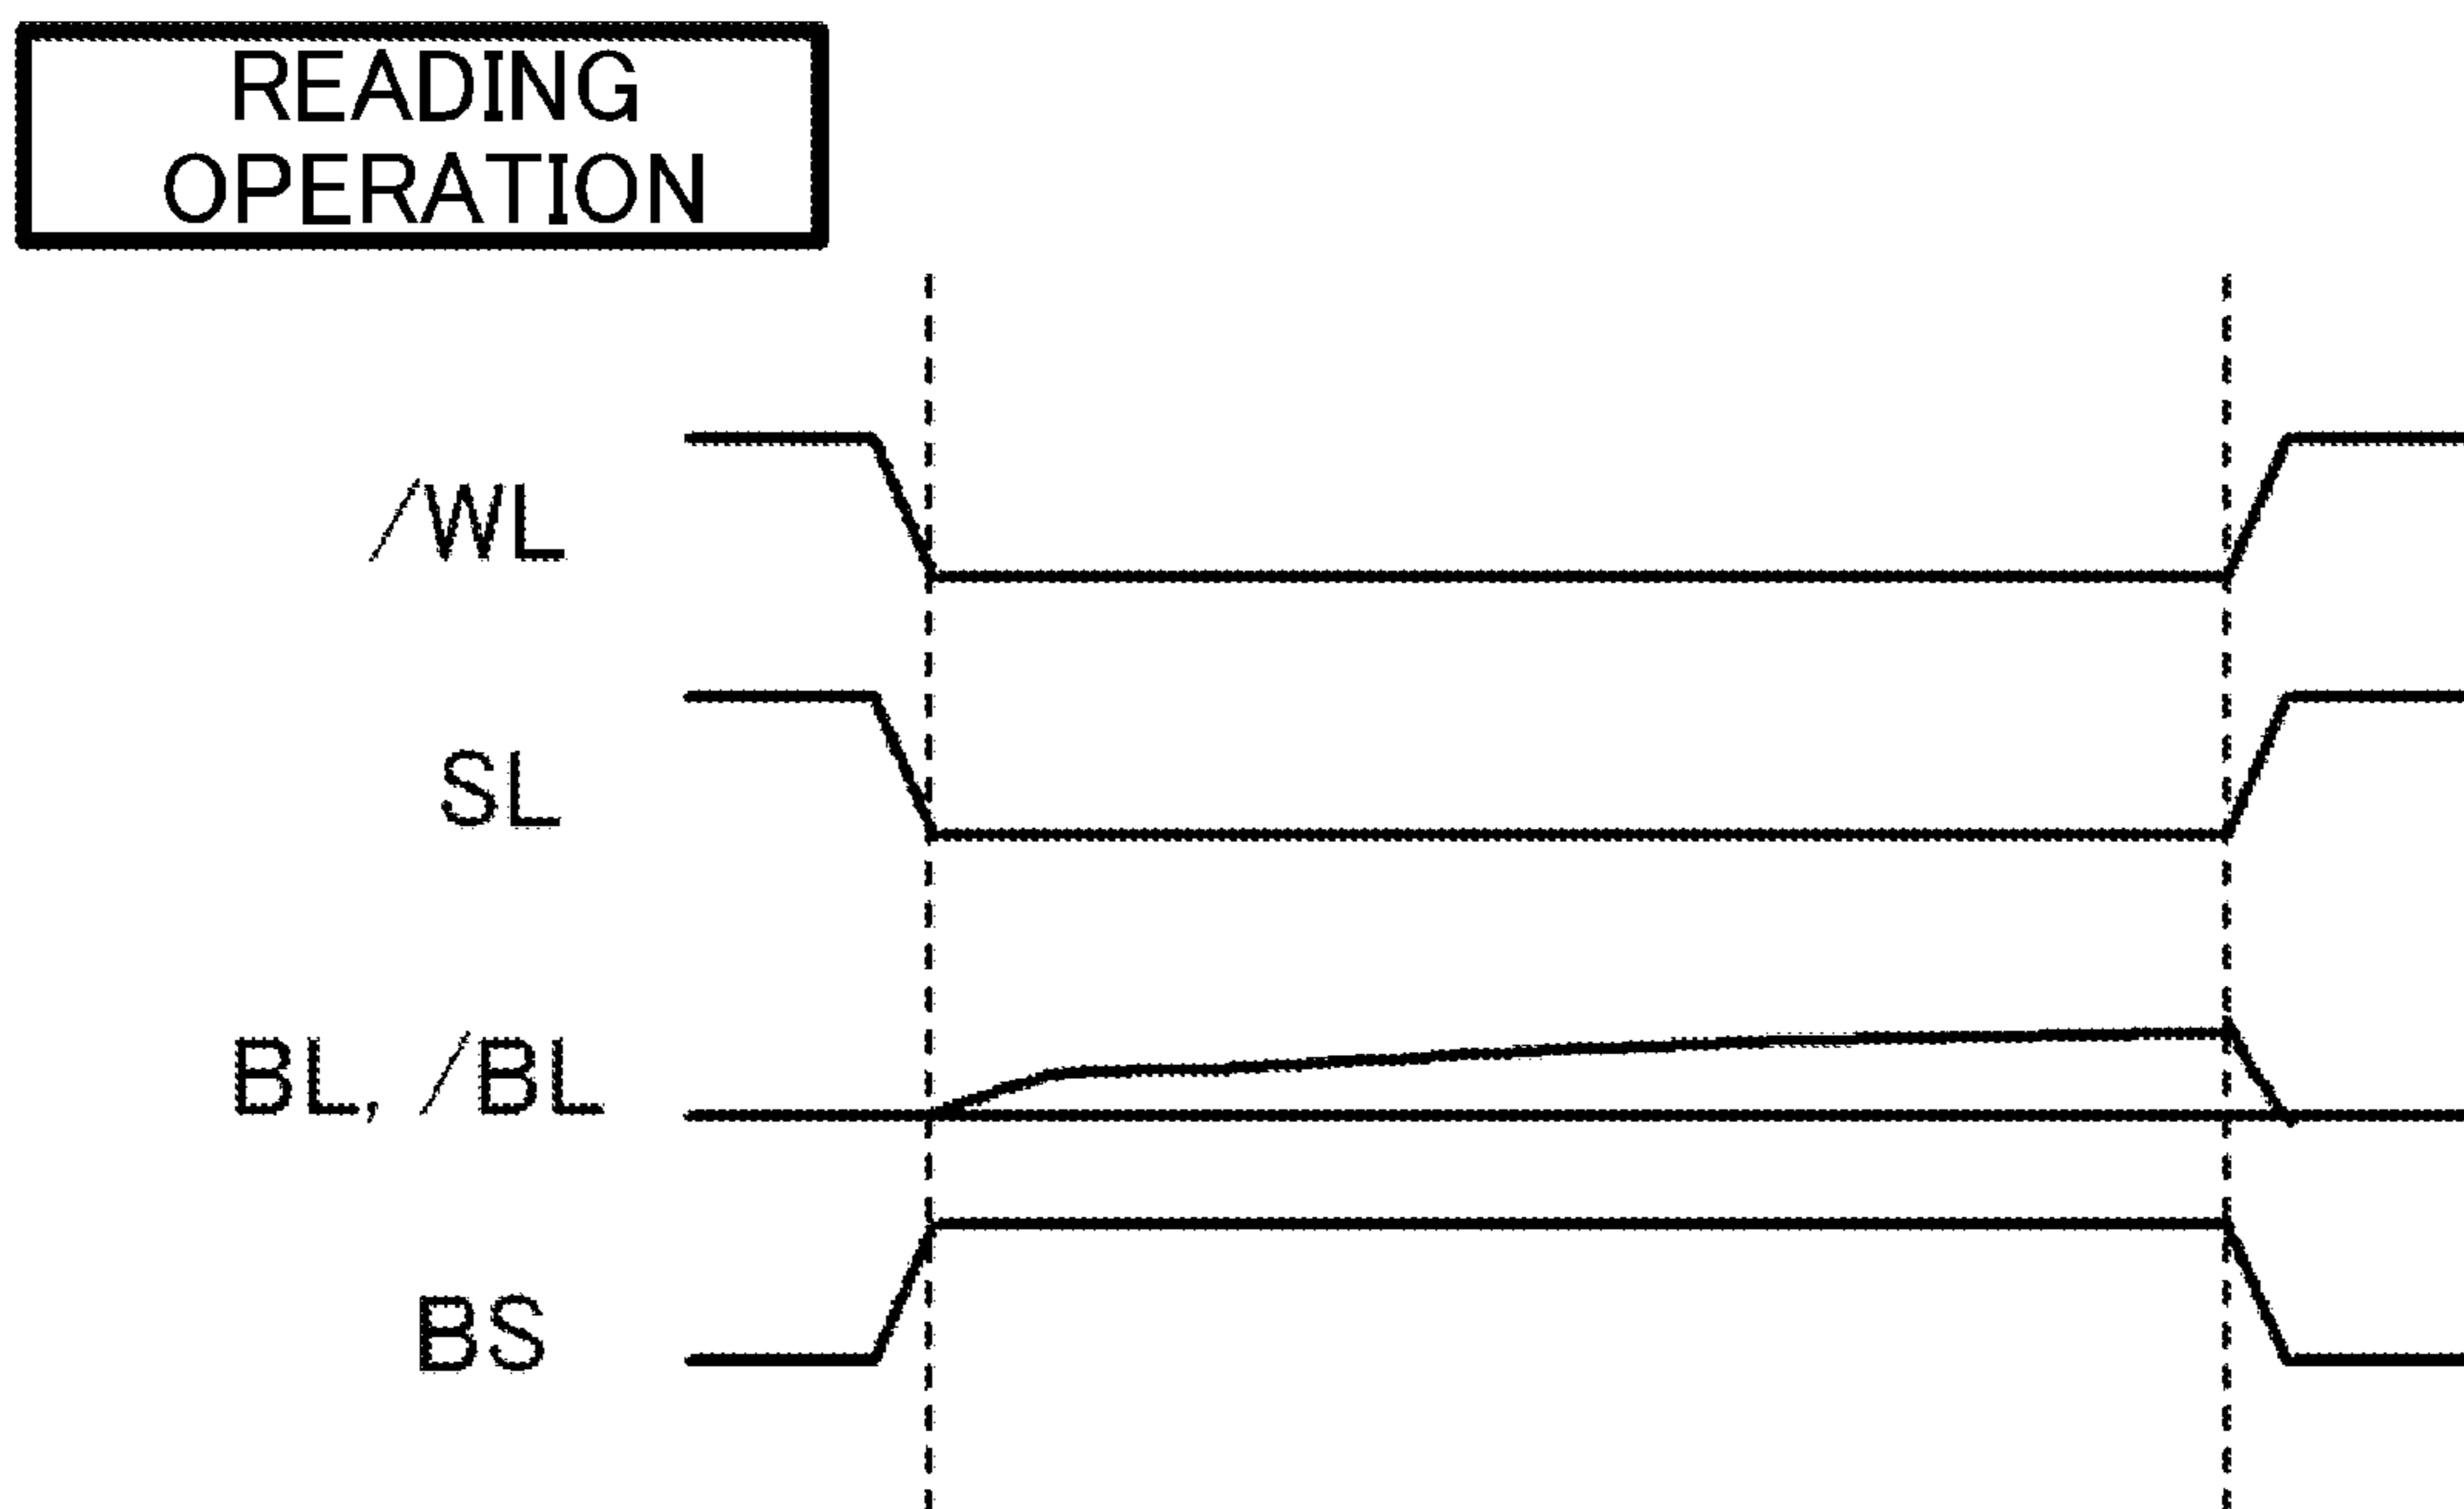 READING
OPERATION
/WL
SL
BL, /BL
BS